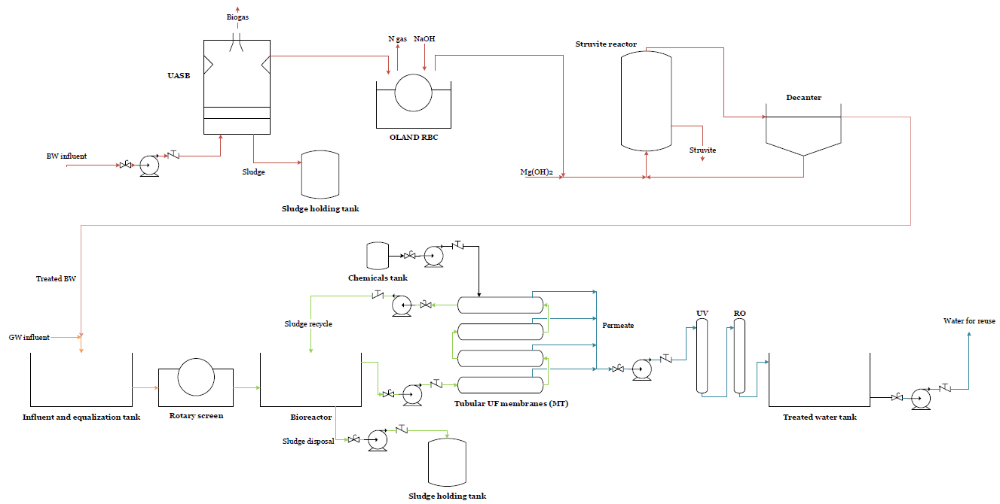 Biogas
N gas
NaOH
Struvite reactor
UASB
Decanter
OLAND RBC
BW influent
Sludge
Struvite
Mg(OH)2
Sludge holding tank
Chemicals tank
Treated BW
Sludge recycle
Permeate
UV
RO
Water for reuse
GW influent
Tubular UF membranes (MT)
Influent and equalization tank
Rotary screen
Bioreactor
Treated water tank
Sludge disposal
Sludge holding tank